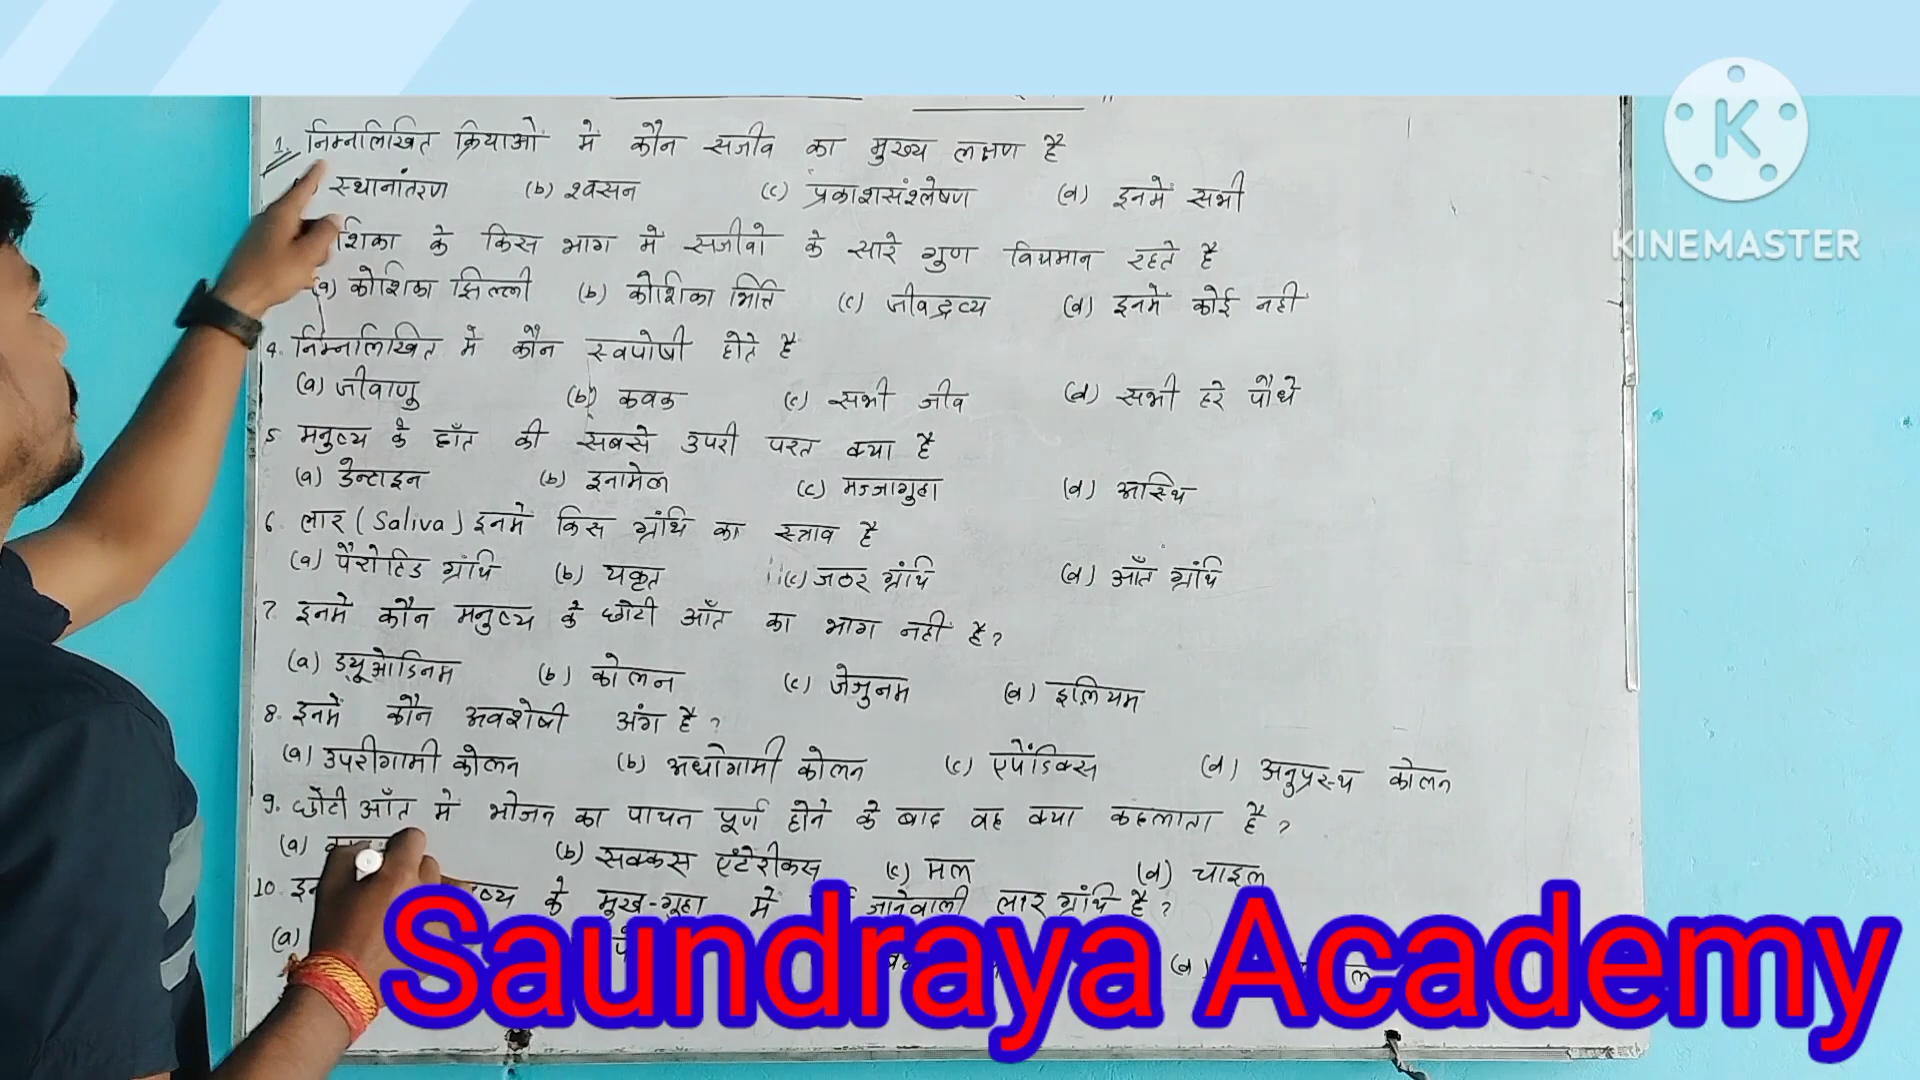 1. निम्नलिखित क्रियाओं में कौन सजीव का मुख्य लक्षण है
स्थानांतरण (b) श्वसन (c) प्रकाशसंश्लेषण (d) इनमें सभी
शिका के किस भाग में सजीवो के सारे गुण विद्यमान रहते है
(a) कोशिका झिल्ली (b) कोशिका भित्ति (c) जीवद्रव्य (d) इनमें कोई नही
4. निम्नलिखित में कौन स्वपोषी होते है
(a) जीवाणु (b) कवक (c) सभी जीव (d) सभी हरे पौधे
5 मनुष्य के दाँत की सबसे उपरी परत क्या है
(a) डेन्टाइन (b) इनामेल (c) मज्जागुहा (d) अस्थि
6. लार (Saliva) इनमें किस ग्रंथि का स्त्राव है
(a) पैरोटिड ग्रंथि (b) यकृत (c) जठर ग्रंथि (d) आँत ग्रंथि
7. इनमें कौन मनुष्य के छोटी आँत का भाग नही है?
(a) ड्यूओडिनम (b) कोलन (c) जेजुनम (d) इलियम
8. इनमें कौन अवशेषी अंग है?
(a) उपरीगामी कोलन (b) अधोगामी कोलन (c) एपेंडिक्स (d) अनुप्रस्थ कोलन
9. छोटी आँत में भोजन का पाचन पूर्ण होने के बाद वह क्या कहलाता है?
(a) (b) सक्कस एंटेरीकस (c) मल (d) चाइल
10. के मुख-गुहा में जानेवाली लार ग्रंथि है?
(a) (d)
Saundraya Academy
K
KINEMASTER